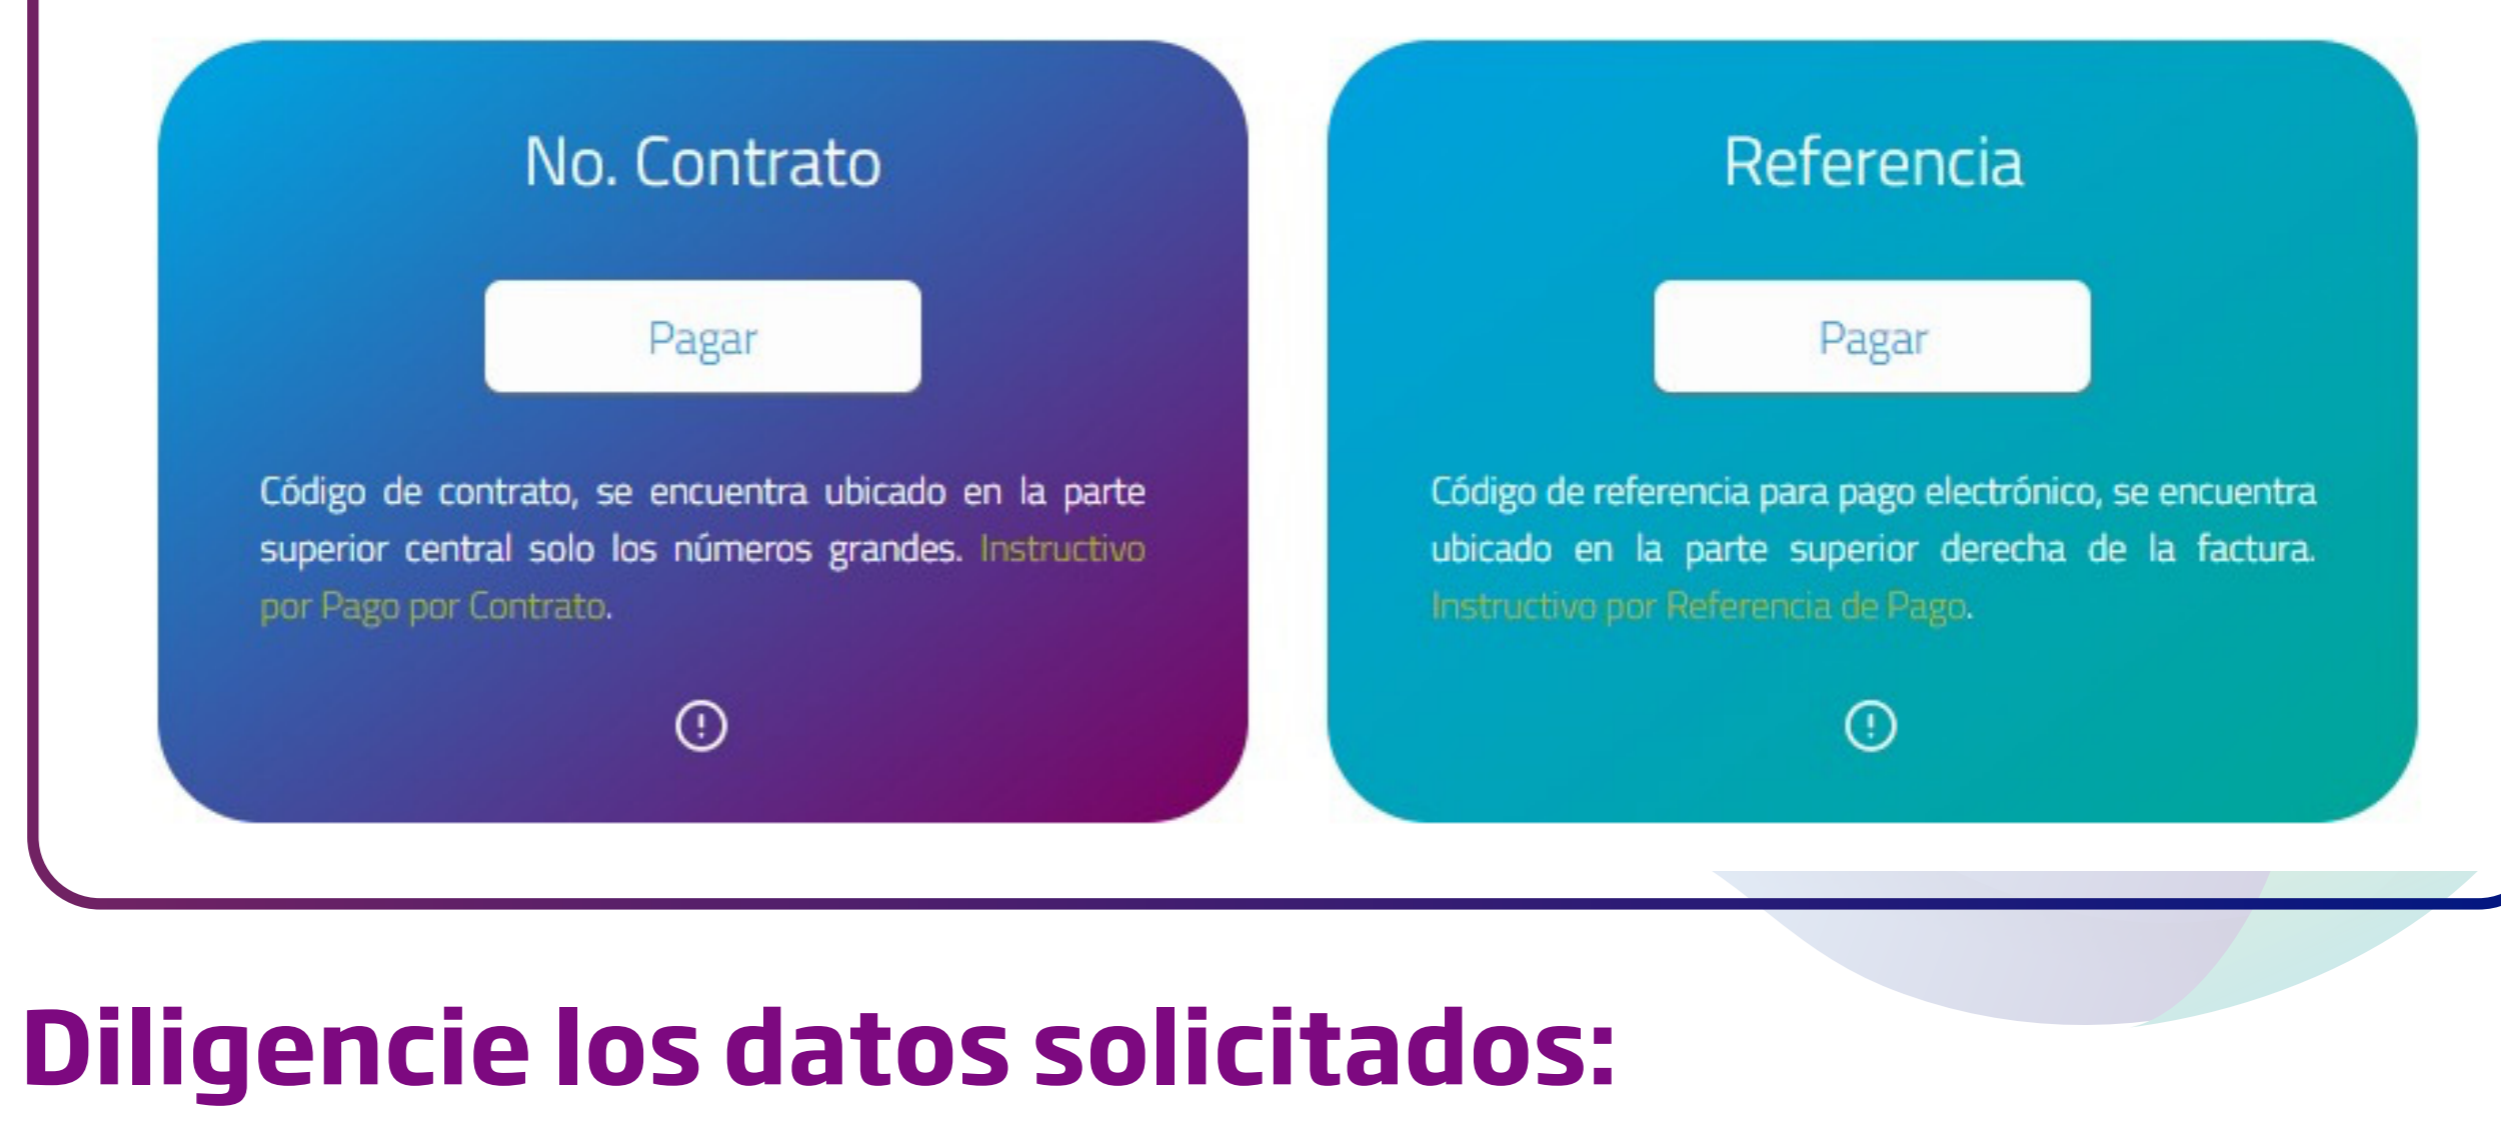 No. Contrato
Pagar
Código de contrato, se encuentra ubicado en la parte
superior central solo los números grandes. Instructivo
por Pago por Contrato.
Referencia
Pagar
Código de referencia para pago electrónico, se encuentra
ubicado en la parte superior derecha de la factura.
Instructivo por Referencia de Pago.
Diligencie los datos solicitados: